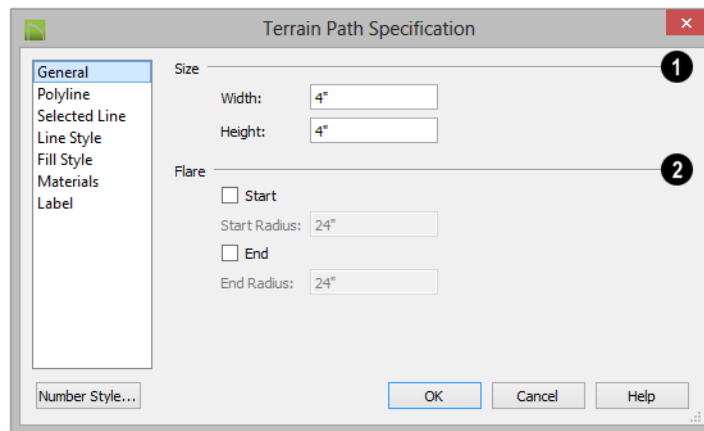 Terrain Path Specification
General
Polyline
Selected Line
Line Style
Fill Style
Materials
Label
Size
1
Width: 4"
Height: 4"
Flare
2
Start
Start Radius: 24"
End
End Radius: 24"
Number Style...
OK
Cancel
Help